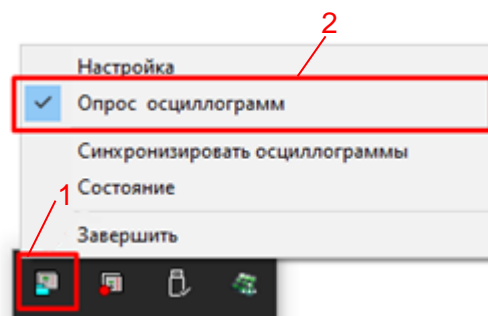 2
Настройка
Опрос осциллограмм
Синхронизировать осциллограммы
Состояние
1
Завершить